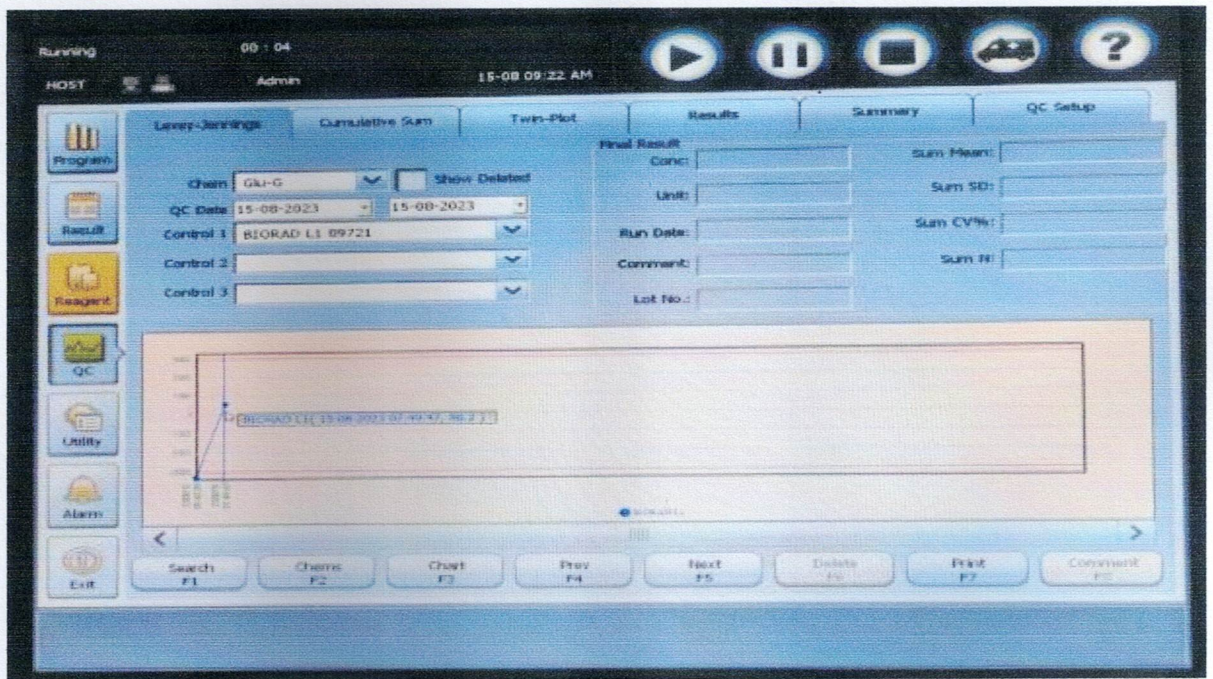 Running
00 : 04
HOST
Admin
15-08 09:22 AM
?
Levey-Jennings
Cumulative Sum
Twin-Plot
Results
Summary
QC Setup
Program
Result
Reagent
QC
Utility
Alarm
Exit
Chem
Glu-G
Show Deleted
QC Date
15-08-2023
15-08-2023
Control 1
BIORAD L1 09721
Control 2
Control 3
Final Result
Conc:
Unit:
Run Date:
Comment:
Lot No.:
Sum Mean:
Sum SD:
Sum CV%:
Sum N:
Search
F1
Chems
F2
Chart
F3
Prev
F4
Next
F5
Delete
F6
Print
F7
Comment